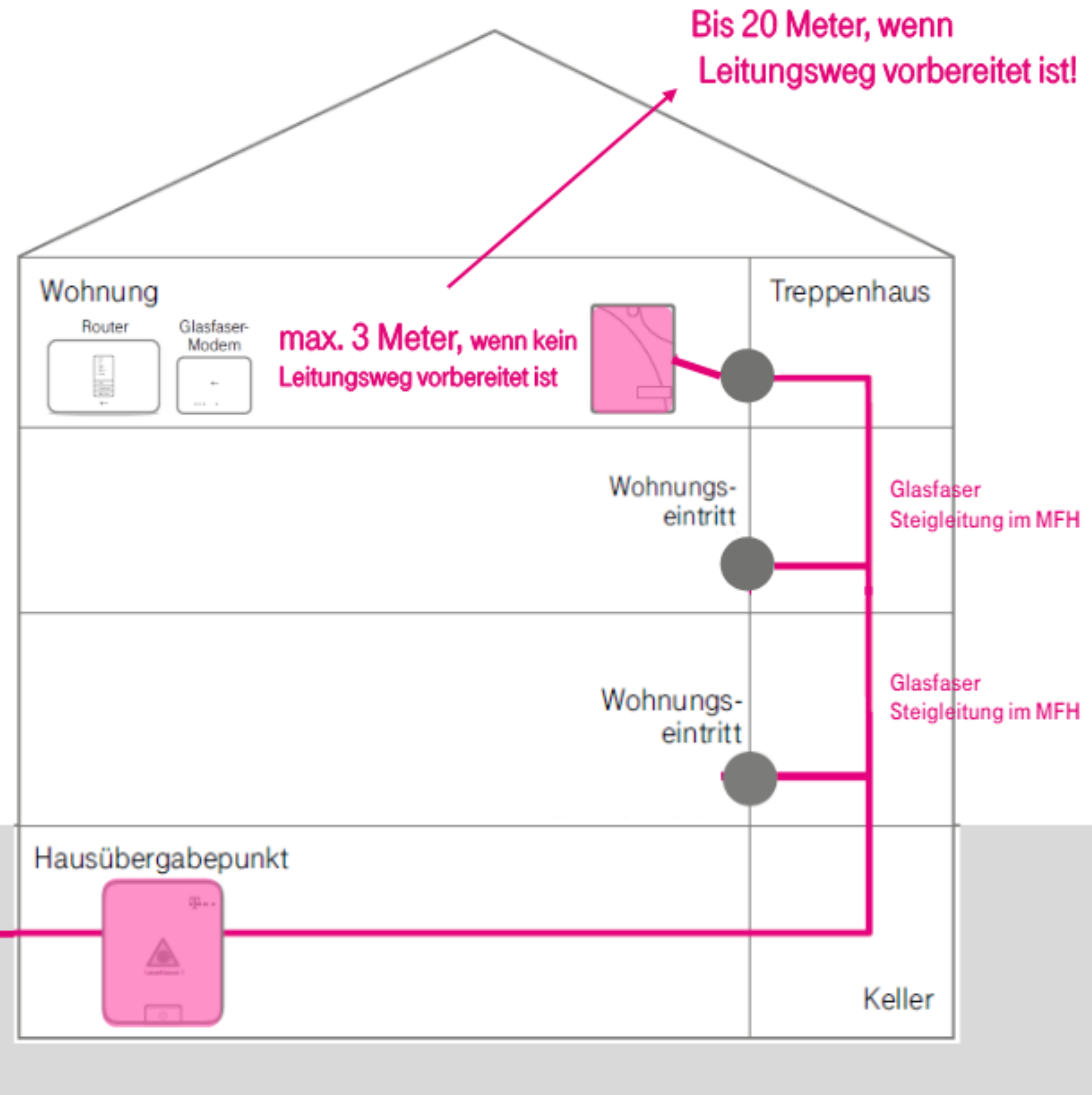 Bis 20 Meter, wenn
Leitungsweg vorbereitet ist!
Wohnung
Treppenhaus
Router
Glasfaser-
Modem
max. 3 Meter, wenn kein
Leitungsweg vorbereitet ist
Wohnungs-
eintritt
Glasfaser
Steigleitung im MFH
Wohnungs-
eintritt
Glasfaser
Steigleitung im MFH
Hausübergabepunkt
Keller